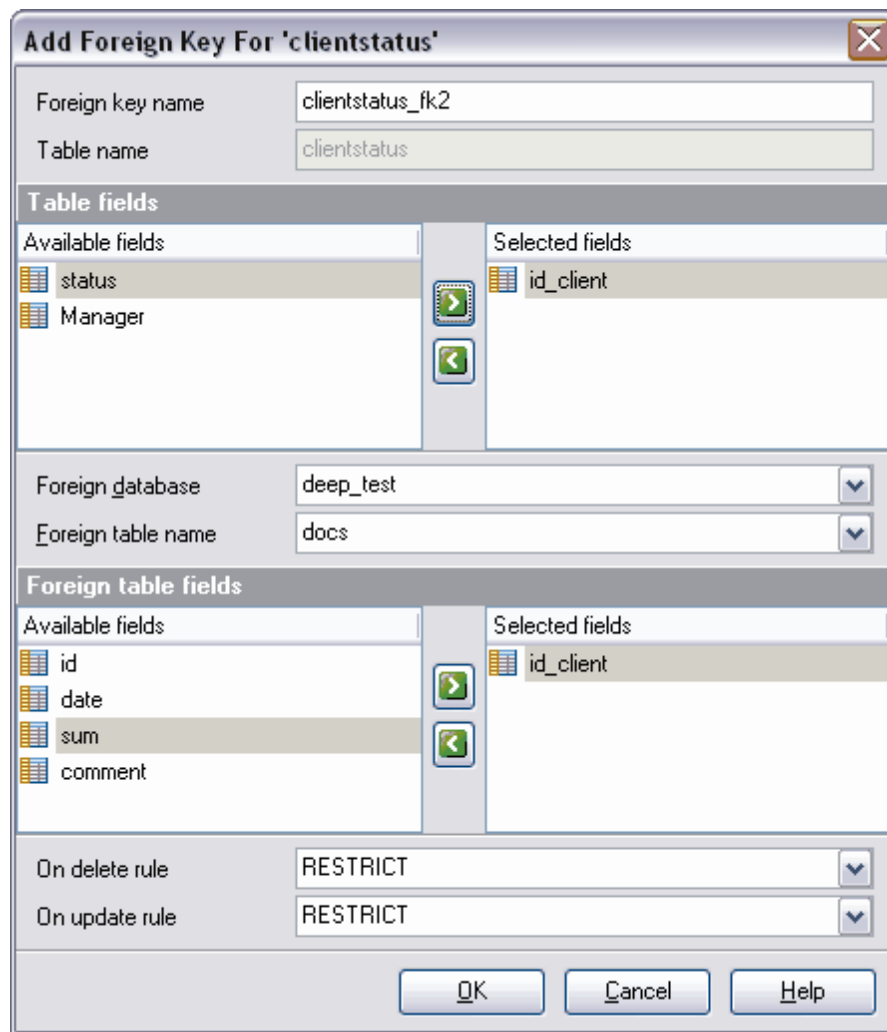 Add Foreign Key For 'clientstatus'
Foreign key name clientstatus_fk2
Table name clientstatus
Table fields
Available fields Selected fields
status id_client
Manager
Foreign database deep_test
Foreign table name docs
Foreign table fields
Available fields Selected fields
id id_client
date
sum
comment
On delete rule RESTRICT
On update rule RESTRICT
OK Cancel Help